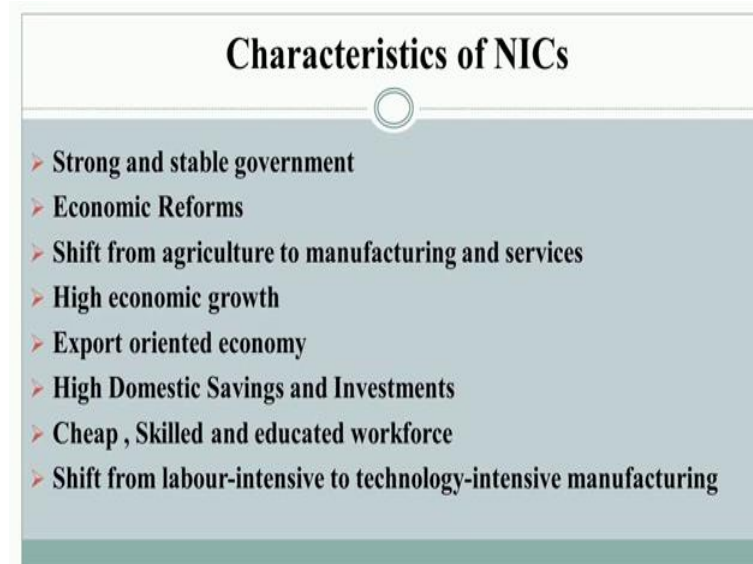 Characteristics of NICs
Strong and stable government
Economic Reforms
Shift from agriculture to manufacturing and services
High economic growth
Export oriented economy
High Domestic Savings and Investments
Cheap , Skilled and educated workforce
Shift from labour-intensive to technology-intensive manufacturing